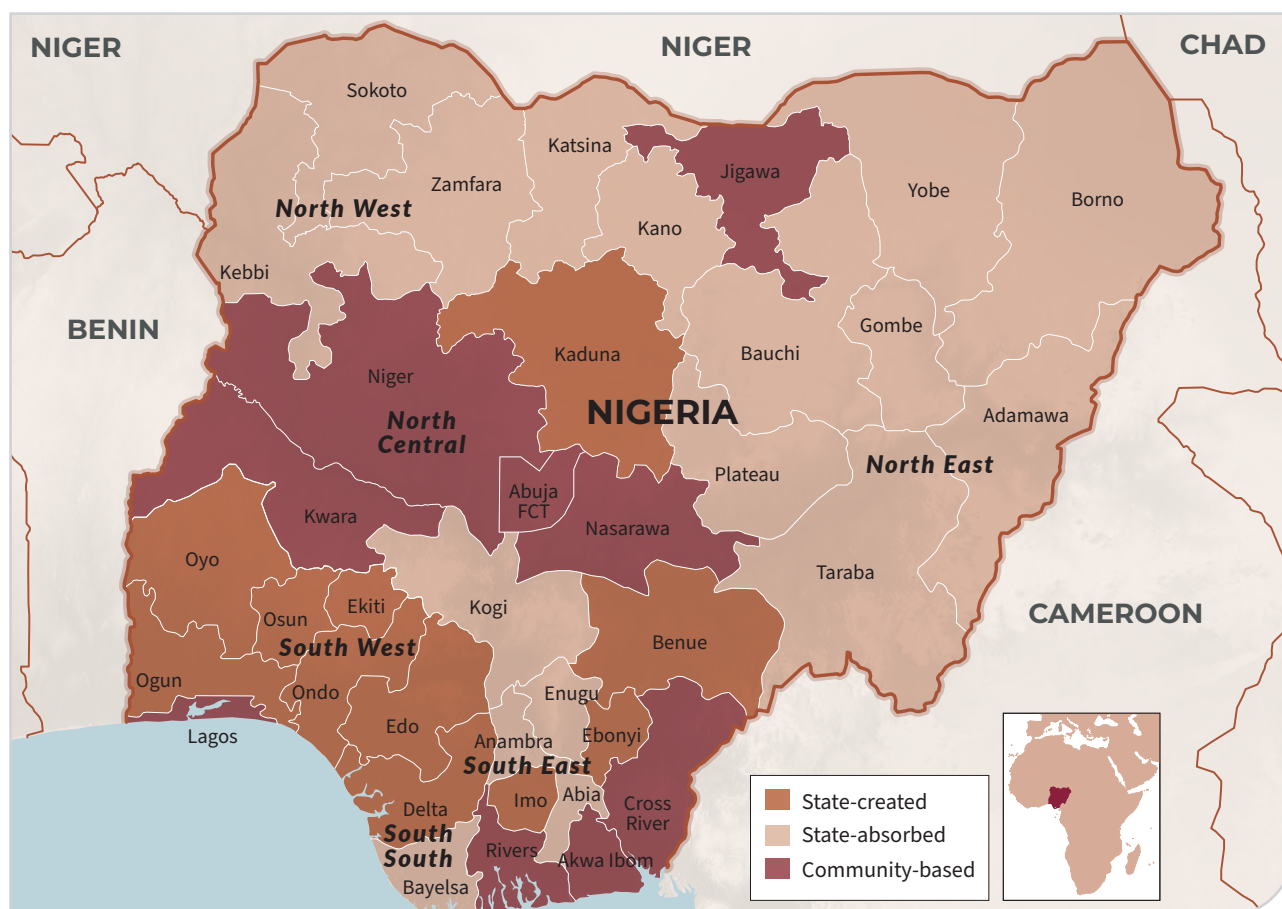 NIGER
NIGER
CHAD
Sokoto
Katsina
Zamfara
Jigawa
Yobe
Borno
North West
Kano
Kebbi
BENIN
Gombe
Kaduna
Bauchi
Niger
NIGERIA
Adamawa
North
Central
North East
Plateau
Abuja
FCT
Kwara
Nasarawa
Oyo
Taraba
Ekiti
Kogi
Osun
CAMEROON
South West
Benue
Ogun
Ondo
Enugu
Edo
Lagos
Anambra
Ebonyi
South East
Imo
Abia
Delta
Cross
River
South
South
Rivers
Akwa Ibom
Bayelsa
State-created
State-absorbed
Community-based